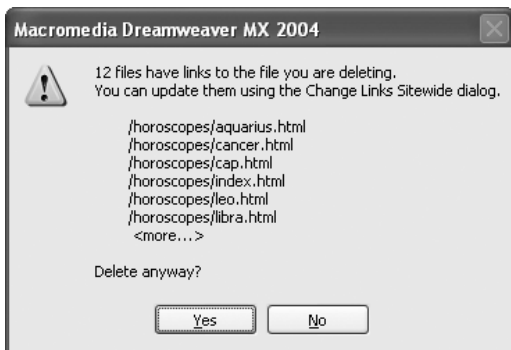 Macromedia Dreamweaver MX 2004
12 files have links to the file you are deleting.
You can update them using the Change Links Sitewide dialog.
/horoscopes/aquarius.html
/horoscopes/cancer.html
/horoscopes/cap.html
/horoscopes/index.html
/horoscopes/leo.html
/horoscopes/libra.html
<more...>
Delete anyway?
Yes No